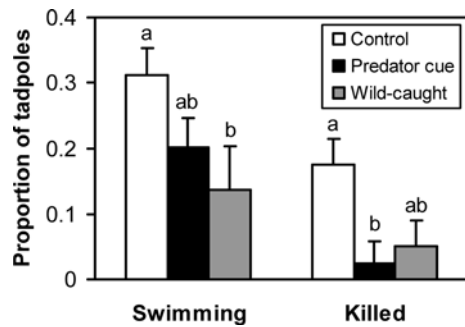 Proportion of tadpoles
0.4
0.3
0.2
0.1
0
a
ab
b
a
b
ab
Control
Predator cue
Wild-caught
Swimming
Killed